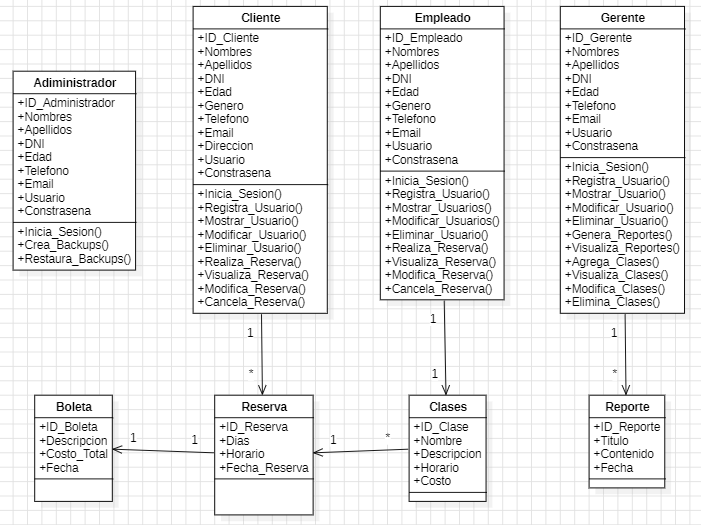 Cliente
+ID_Cliente
+Nombres
+Apellidos
+DNI
+Edad
+Genero
+Telefono
+Email
+Direccion
+Usuario
+Constrasena
+Inicia_Sesion()
+Registra_Usuario()
+Mostrar_Usuario()
+Modificar_Usuario()
+Eliminar_Usuario()
+Realiza_Reserva()
+Visualiza_Reserva()
+Modifica_Reserva()
+Cancela_Reserva()
Empleado
+ID_Empleado
+Nombres
+Apellidos
+DNI
+Edad
+Genero
+Telefono
+Email
+Usuario
+Constrasena
+Inicia_Sesion()
+Registra_Usuario()
+Mostrar_Usuarios()
+Modificar_Usuarios()
+Eliminar_Usuario()
+Realiza_Reserva()
+Visualiza_Reserva()
+Modifica_Reserva()
+Cancela_Reserva()
Gerente
+ID_Gerente
+Nombres
+Apellidos
+DNI
+Edad
+Telefono
+Email
+Usuario
+Constrasena
+Inicia_Sesion()
+Registra_Usuario()
+Mostrar_Usuario()
+Modificar_Usuario()
+Eliminar_Usuario()
+Genera_Reportes()
+Visualiza_Reportes()
+Agrega_Clases()
+Visualiza_Clases()
+Modifica_Clases()
+Elimina_Clases()
Adiministrador
+ID_Administrador
+Nombres
+Apellidos
+DNI
+Edad
+Telefono
+Email
+Usuario
+Constrasena
+Inicia_Sesion()
+Crea_Backups()
+Restaura_Backups()
1
*
1
1
1
*
Boleta
+ID_Boleta
+Descripcion
+Costo_Total
+Fecha
1
1
Reserva
+ID_Reserva
+Dias
+Horario
+Fecha_Reserva
1
*
Clases
+ID_Clase
+Nombre
+Descripcion
+Horario
+Costo
Reporte
+ID_Reporte
+Titulo
+Contenido
+Fecha